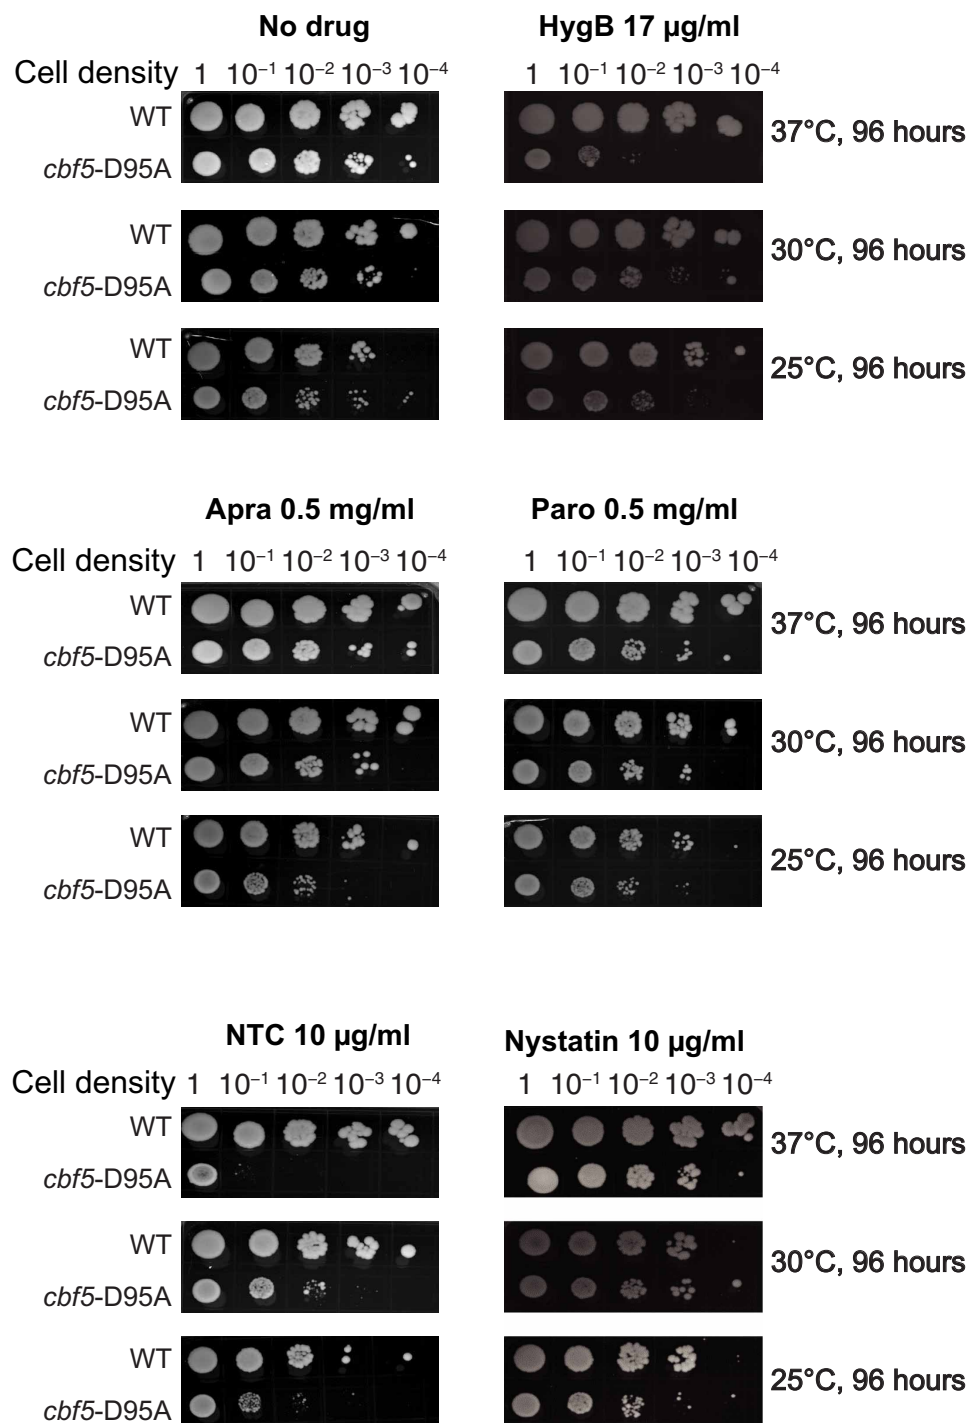 No drug HygB 17 µg/ml
Cell density 1 10⁻¹ 10⁻² 10⁻³ 10⁻⁴ 1 10⁻¹ 10⁻² 10⁻³ 10⁻⁴
WT
cbf5-D95A
37°C, 96 hours
WT
cbf5-D95A
30°C, 96 hours
WT
cbf5-D95A
25°C, 96 hours
Apra 0.5 mg/ml Paro 0.5 mg/ml
Cell density 1 10⁻¹ 10⁻² 10⁻³ 10⁻⁴ 1 10⁻¹ 10⁻² 10⁻³ 10⁻⁴
WT
cbf5-D95A
37°C, 96 hours
WT
cbf5-D95A
30°C, 96 hours
WT
cbf5-D95A
25°C, 96 hours
NTC 10 µg/ml Nystatin 10 µg/ml
Cell density 1 10⁻¹ 10⁻² 10⁻³ 10⁻⁴ 1 10⁻¹ 10⁻² 10⁻³ 10⁻⁴
WT
cbf5-D95A
37°C, 96 hours
WT
cbf5-D95A
30°C, 96 hours
WT
cbf5-D95A
25°C, 96 hours